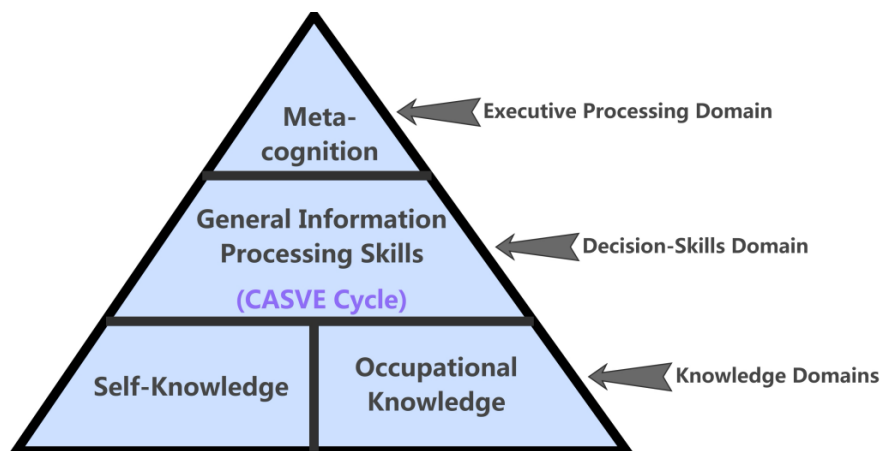 Meta-
cognition
Executive Processing Domain
General Information
Processing Skills
(CASVE Cycle)
Decision-Skills Domain
Self-Knowledge
Occupational
Knowledge
Knowledge Domains